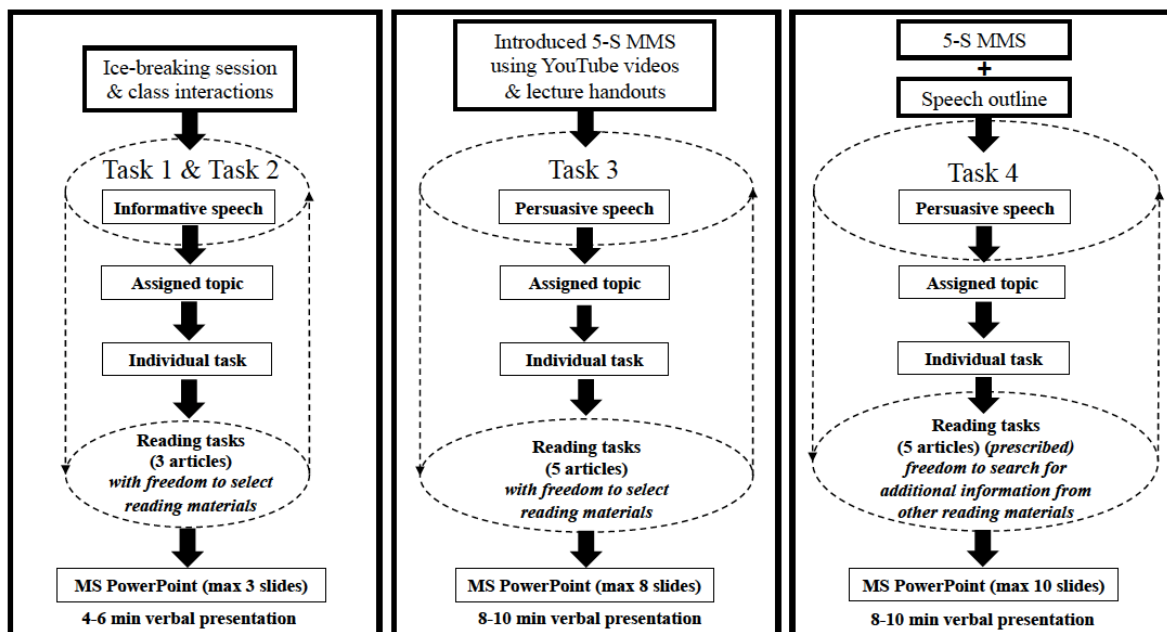 Ice-breaking session
& class interactions
Task 1 & Task 2
Informative speech
Assigned topic
Individual task
Reading tasks
(3 articles)
with freedom to select
reading materials
MS PowerPoint (max 3 slides)
4-6 min verbal presentation
Introduced 5-S MMS
using YouTube videos
& lecture handouts
Task 3
Persuasive speech
Assigned topic
Individual task
Reading tasks
(5 articles)
with freedom to select
reading materials
MS PowerPoint (max 8 slides)
8-10 min verbal presentation
5-S MMS
+
Speech outline
Task 4
Persuasive speech
Assigned topic
Individual task
Reading tasks
(5 articles) (prescribed)
freedom to search for
additional information from
other reading materials
MS PowerPoint (max 10 slides)
8-10 min verbal presentation